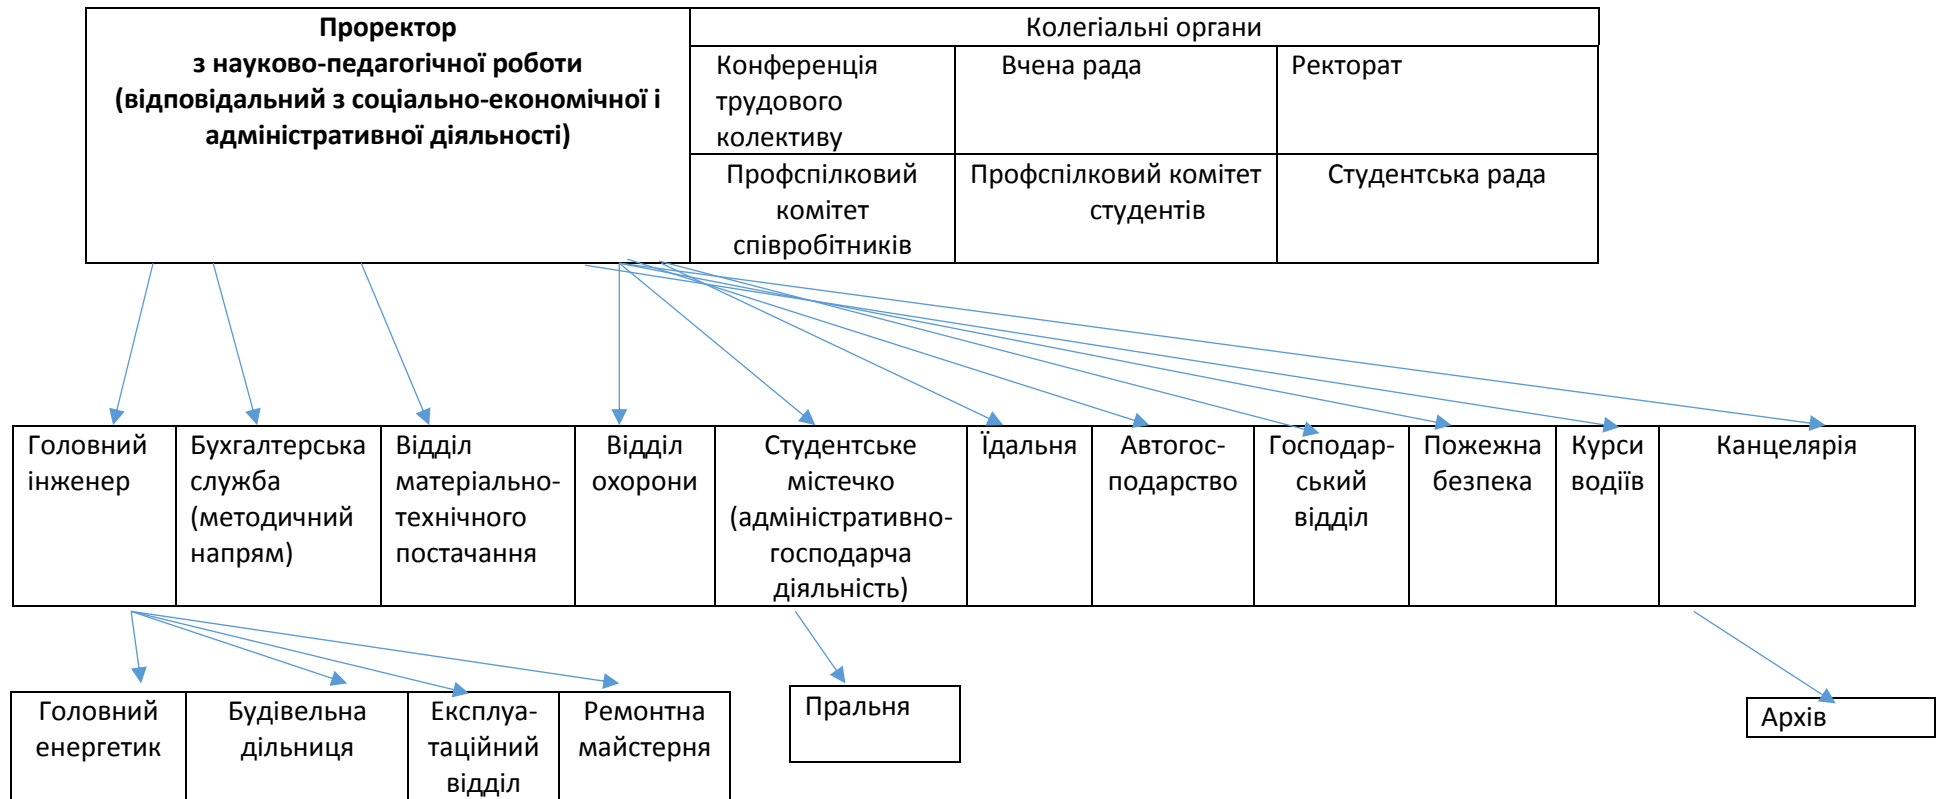 Проректор
з науково-педагогічної роботи
(відповідальний з соціально-економічної і
адміністративної діяльності)
Колегіальні органи
Конференція
трудового
колективу
Вчена рада
Ректорат
Профспілковий
комітет
співробітників
Профспілковий комітет
студентів
Студентська рада
Головний
інженер
Бухгалтерська
служба
(методичний
напрям)
Відділ
матеріально-
технічного
постачання
Відділ
охорони
Студентське
містечко
(адміністративно-
господарча
діяльність)
Їдальня
Автогос-
подарство
Господар-
ський
відділ
Пожежна
безпека
Курси
водіїв
Канцелярія
Головний
енергетик
Будівельна
дільниця
Експлуа-
таційний
відділ
Ремонтна
майстерня
Пральня
Архів